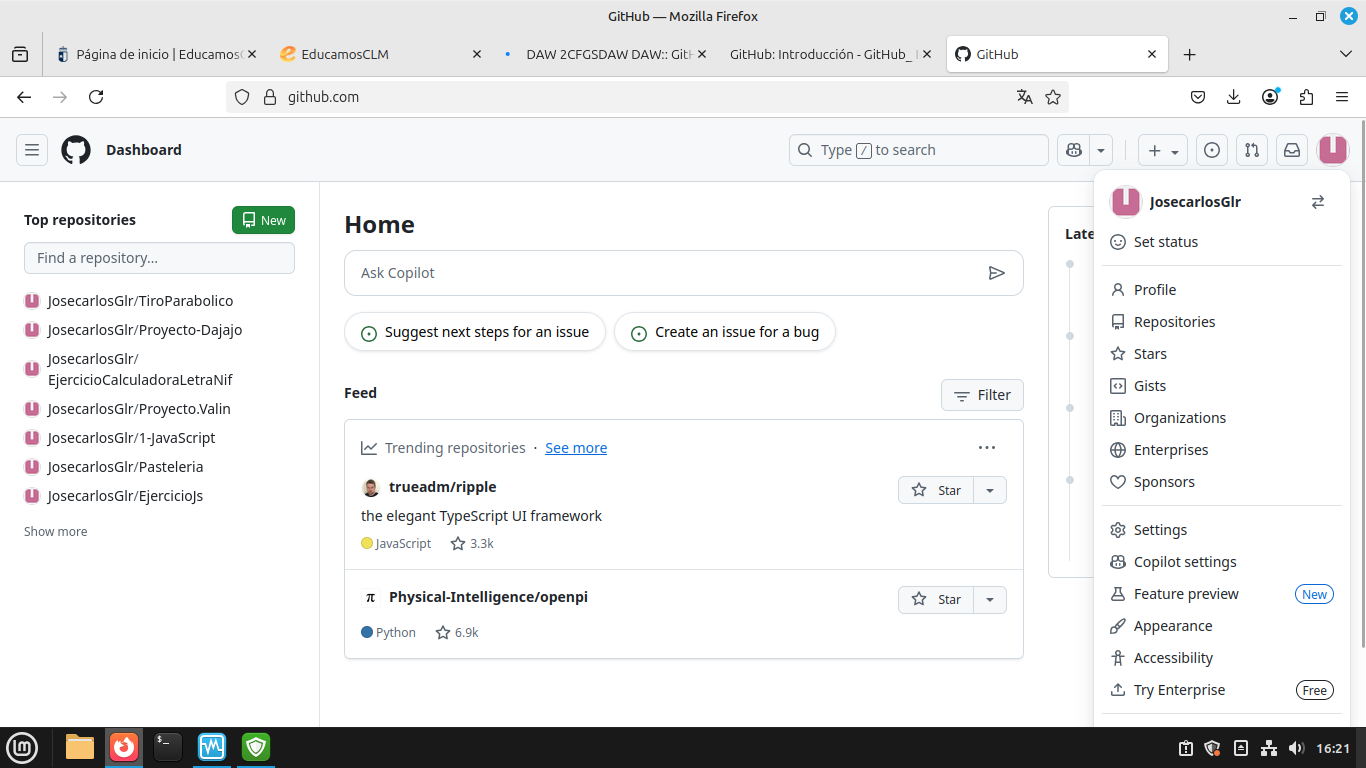 GitHub — Mozilla Firefox
Página de inicio | Educamos
EducamosCLM
DAW 2CFGSDAW DAW:: Git
GitHub: Introducción - GitHub_
GitHub
github.com
Dashboard
Type / to search
Top repositories
New
Find a repository...
JosecarlosGlr/TiroParabolico
JosecarlosGlr/Proyecto-Dajajo
JosecarlosGlr/
EjercicioCalculadoraLetraNif
JosecarlosGlr/Proyecto.Valin
JosecarlosGlr/1-JavaScript
JosecarlosGlr/Pasteleria
JosecarlosGlr/EjercicioJs
Show more
Home
Ask Copilot
Suggest next steps for an issue
Create an issue for a bug
Feed
Filter
Trending repositories · See more
trueadm/ripple
Star
the elegant TypeScript UI framework
JavaScript
3.3k
π
Physical-Intelligence/openpi
Star
Python
6.9k
Late
JosecarlosGlr
Set status
Profile
Repositories
Stars
Gists
Organizations
Enterprises
Sponsors
Settings
Copilot settings
Feature preview
New
Appearance
Accessibility
Try Enterprise
Free
16:21